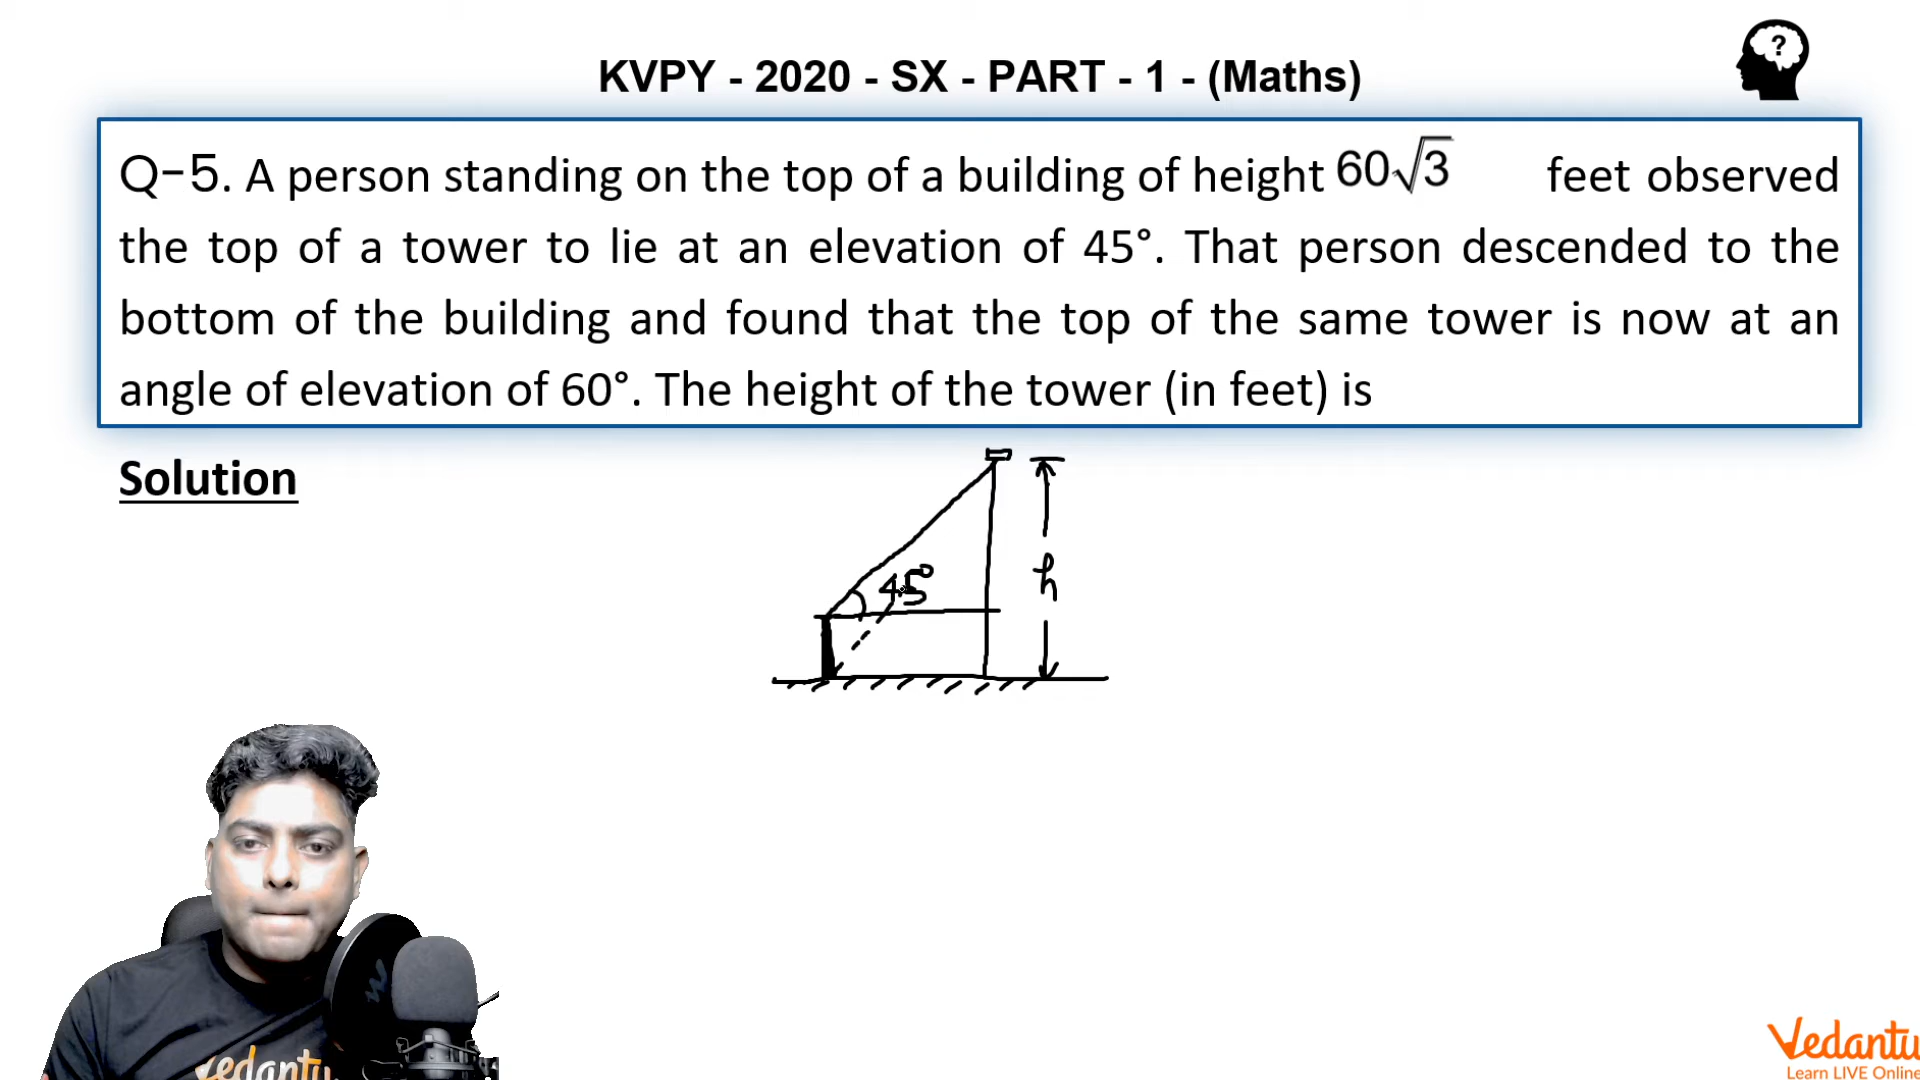 KVPY - 2020 - SX - PART - 1 - (Maths)
?
Q-5. A person standing on the top of a building of height 60√3 feet observed
the top of a tower to lie at an elevation of 45°. That person descended to the
bottom of the building and found that the top of the same tower is now at an
angle of elevation of 60°. The height of the tower (in feet) is
Solution
45°
h
vedantu
Vedantu
Learn LIVE Online